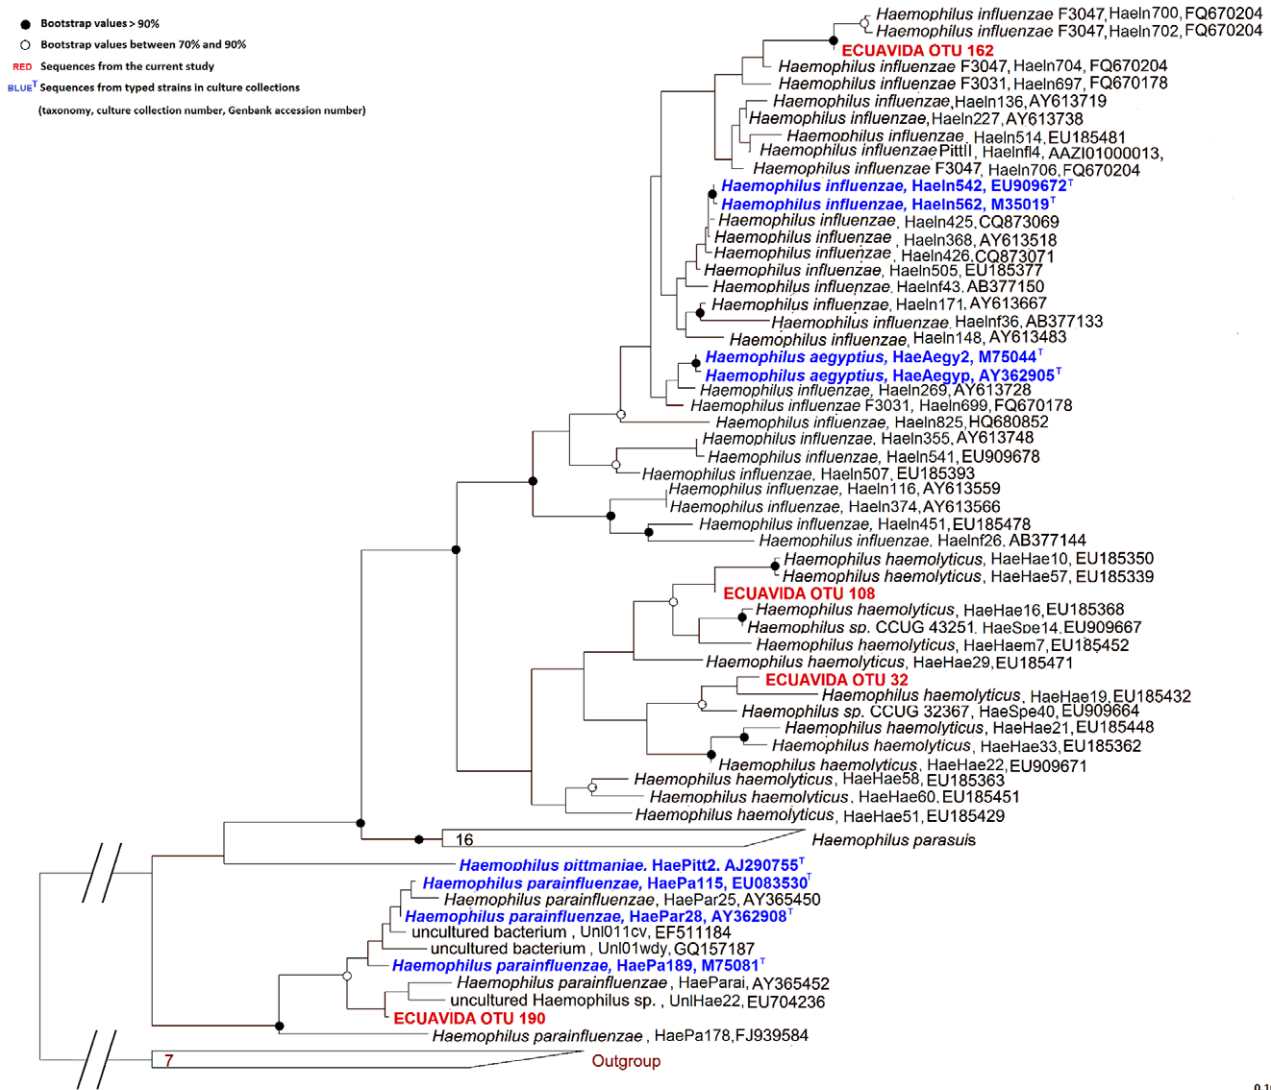 Bootstrap values > 90%
Bootstrap values between 70% and 90%
RED Sequences from the current study
BLUEᵀ Sequences from typed strains in culture collections
(taxonomy, culture collection number, Genbank accession number)
Haemophilus influenzae F3047, HaeIn700, FQ670204
Haemophilus influenzae F3047, HaeIn702, FQ670204
ECUAVIDA OTU 162
Haemophilus influenzae F3047, HaeIn704, FQ670204
Haemophilus influenzae F3031, HaeIn697, FQ670178
Haemophilus influenzae, HaeIn136, AY613719
Haemophilus influenzae, HaeIn227, AY613738
Haemophilus influenzae, HaeIn514, EU185481
Haemophilus influenzae PittII, HaeInfl4, AAZI01000013,
Haemophilus influenzae F3047, HaeIn706, FQ670204
Haemophilus influenzae, HaeIn542, EU909672ᵀ
Haemophilus influenzae, HaeIn562, M35019ᵀ
Haemophilus influenzae, HaeIn425, CQ873069
Haemophilus influenzae, HaeIn368, AY613518
Haemophilus influenzae, HaeIn426, CQ873071
Haemophilus influenzae, HaeIn505, EU185377
Haemophilus influenzae, HaeInf43, AB377150
Haemophilus influenzae, HaeIn171, AY613667
Haemophilus influenzae, HaeInf36, AB377133
Haemophilus influenzae, HaeIn148, AY613483
Haemophilus aegyptius, HaeAegy2, M75044ᵀ
Haemophilus aegyptius, HaeAegyp, AY362905ᵀ
Haemophilus influenzae, HaeIn269, AY613728
Haemophilus influenzae F3031, HaeIn699, FQ670178
Haemophilus influenzae, HaeIn825, HQ680852
Haemophilus influenzae, HaeIn355, AY613748
Haemophilus influenzae, HaeIn541, EU909678
Haemophilus influenzae, HaeIn507, EU185393
Haemophilus influenzae, HaeIn116, AY613559
Haemophilus influenzae, HaeIn374, AY613566
Haemophilus influenzae, HaeIn451, EU185478
Haemophilus influenzae, HaeInf26, AB377144
Haemophilus haemolyticus, HaeHae10, EU185350
Haemophilus haemolyticus, HaeHae57, EU185339
ECUAVIDA OTU 108
Haemophilus haemolyticus, HaeHae16, EU185368
Haemophilus sp. CCUG 43251, HaeSpe14, EU909667
Haemophilus haemolyticus, HaeHaem7, EU185452
Haemophilus haemolyticus, HaeHae29, EU185471
ECUAVIDA OTU 32
Haemophilus haemolyticus, HaeHae19, EU185432
Haemophilus sp. CCUG 32367, HaeSpe40, EU909664
Haemophilus haemolyticus, HaeHae21, EU185448
Haemophilus haemolyticus, HaeHae33, EU185362
Haemophilus haemolyticus, HaeHae22, EU909671
Haemophilus haemolyticus, HaeHae58, EU185363
Haemophilus haemolyticus, HaeHae60, EU185451
Haemophilus haemolyticus, HaeHae51, EU185429
16 Haemophilus parasuis
Haemophilus pittmaniae, HaePitt2, AJ290755ᵀ
Haemophilus parainfluenzae, HaePa115, EU083530ᵀ
Haemophilus parainfluenzae, HaePar25, AY365450
Haemophilus parainfluenzae, HaePar28, AY362908ᵀ
uncultured bacterium, Unl011cv, EF511184
uncultured bacterium, Unl01wdy, GQ157187
Haemophilus parainfluenzae, HaePa189, M75081ᵀ
Haemophilus parainfluenzae, HaeParai, AY365452
uncultured Haemophilus sp., UnlHae22, EU704236
ECUAVIDA OTU 190
Haemophilus parainfluenzae, HaePa178, FJ939584
7 Outgroup